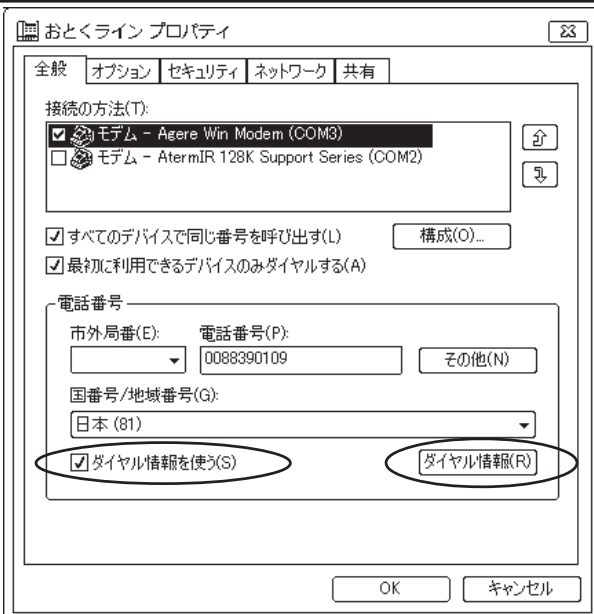 おとくライン プロパティ
全般 オプション セキュリティ ネットワーク 共有
接続の方法(T):
モデム - Agere Win Modem (COM3)
モデム - AtermIR 128K Support Series (COM2)
すべてのデバイスで同じ番号を呼び出す(L) 構成(O)...
最初に利用できるデバイスのみダイヤルする(A)
電話番号
市外局番(E): 電話番号(P):
0088390109 その他(N)
国番号/地域番号(G):
日本 (81)
ダイヤル情報を使う(S) ダイヤル情報(R)
OK キャンセル